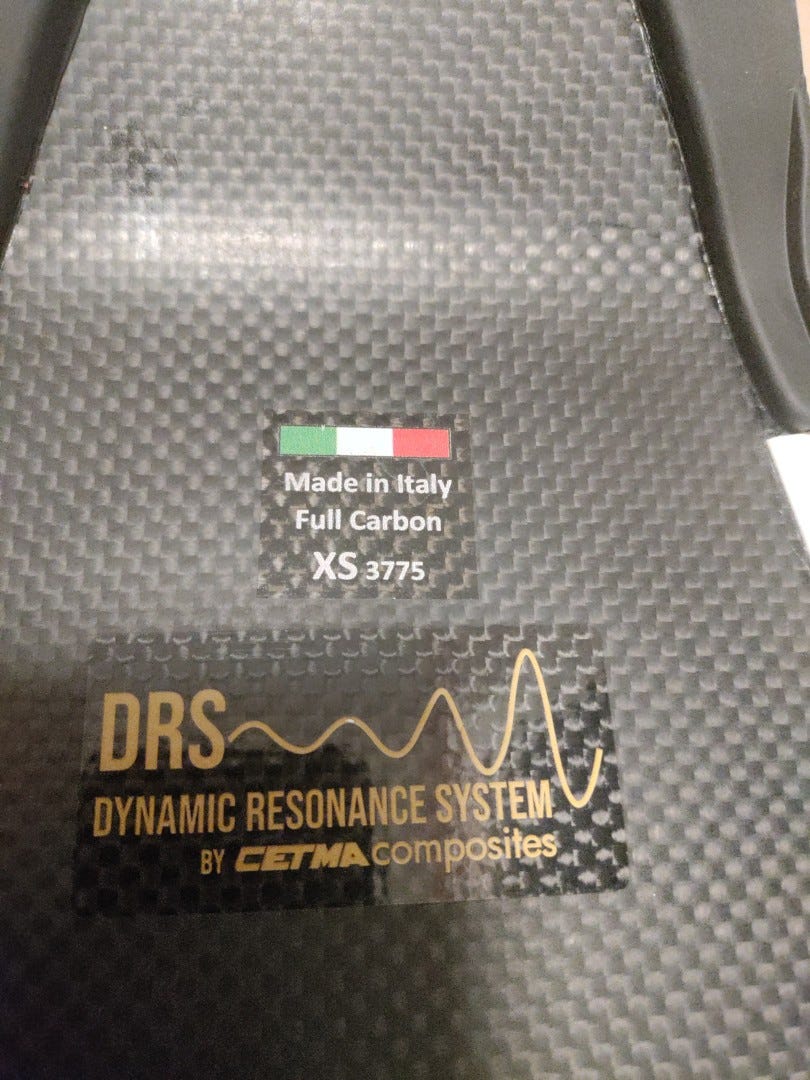 Made in Italy
Full Carbon
XS 3775
DRS
DYNAMIC RESONANCE SYSTEM
BY CETMA composites